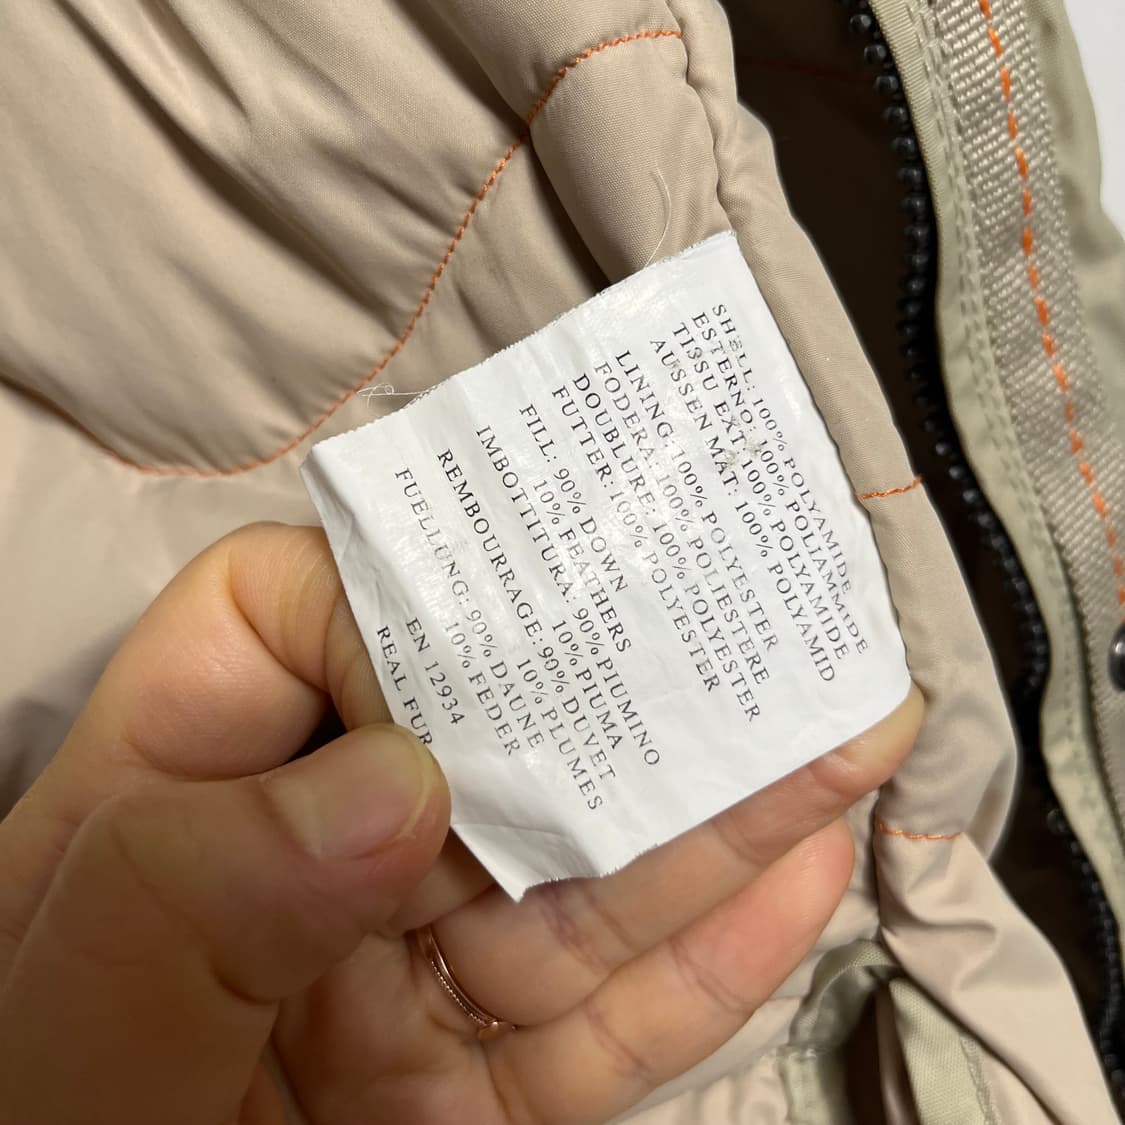 SHELL: 100% POLYAMIDE
ESTERNO: 100% POLIAMMIDE
TISSU EXT: 100% POLYAMIDE
AUSSEN MAT: 100% POLYAMID
LINING: 100% POLYESTER
FODERA: 100% POLIESTERE
DOUBLURE: 100% POLYESTER
FUTTER: 100% POLYESTER
FILL: 90% DOWN
10% FEATHERS
IMBOTTITURA: 90% PIUMINO
10% PIUMA
REMBOURRAGE: 90% DUVET
10% PLUMES
FUELLUNG: 90% DAUNE
10% FEDER
EN 12934
REAL FUR